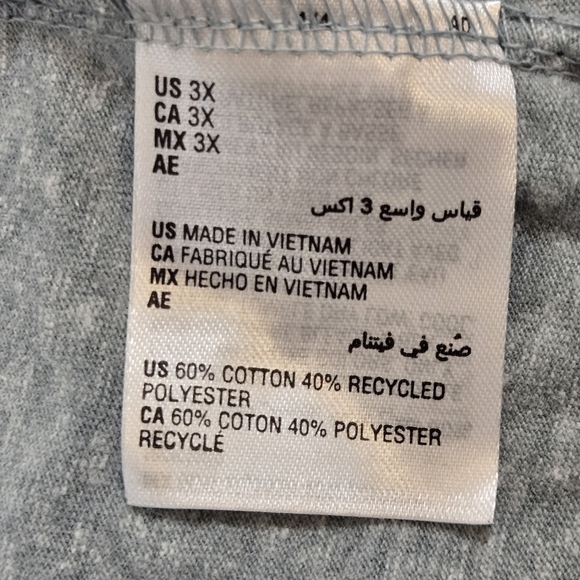 US 3X
CA 3X
MX 3X
AE
قياس واسع 3 اكس
US MADE IN VIETNAM
CA FABRIQUÉ AU VIETNAM
MX HECHO EN VIETNAM
AE
صُنع في فيتنام
US 60% COTTON 40% RECYCLED
POLYESTER
CA 60% COTON 40% POLYESTER
RECYCLÉ